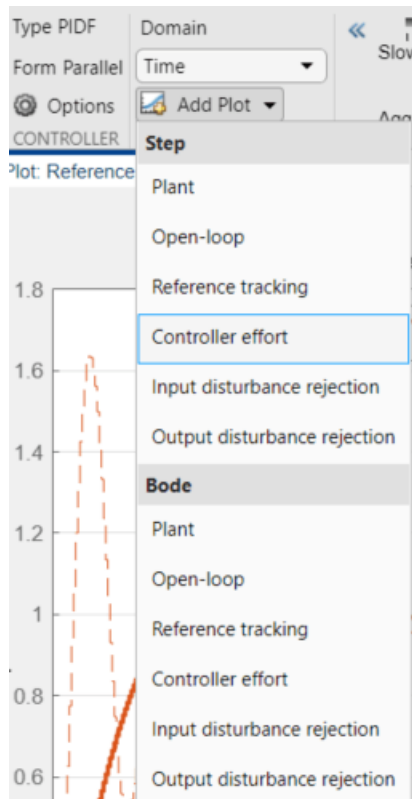 Type PIDF
Domain
Form Parallel
Time
Options
Add Plot
CONTROLLER
Step
Plant
Open-loop
Reference tracking
Controller effort
Input disturbance rejection
Output disturbance rejection
Bode
Plant
Open-loop
Reference tracking
Controller effort
Input disturbance rejection
Output disturbance rejection
Plot: Reference
1.8
1.6
1.4
1.2
1
0.8
0.6